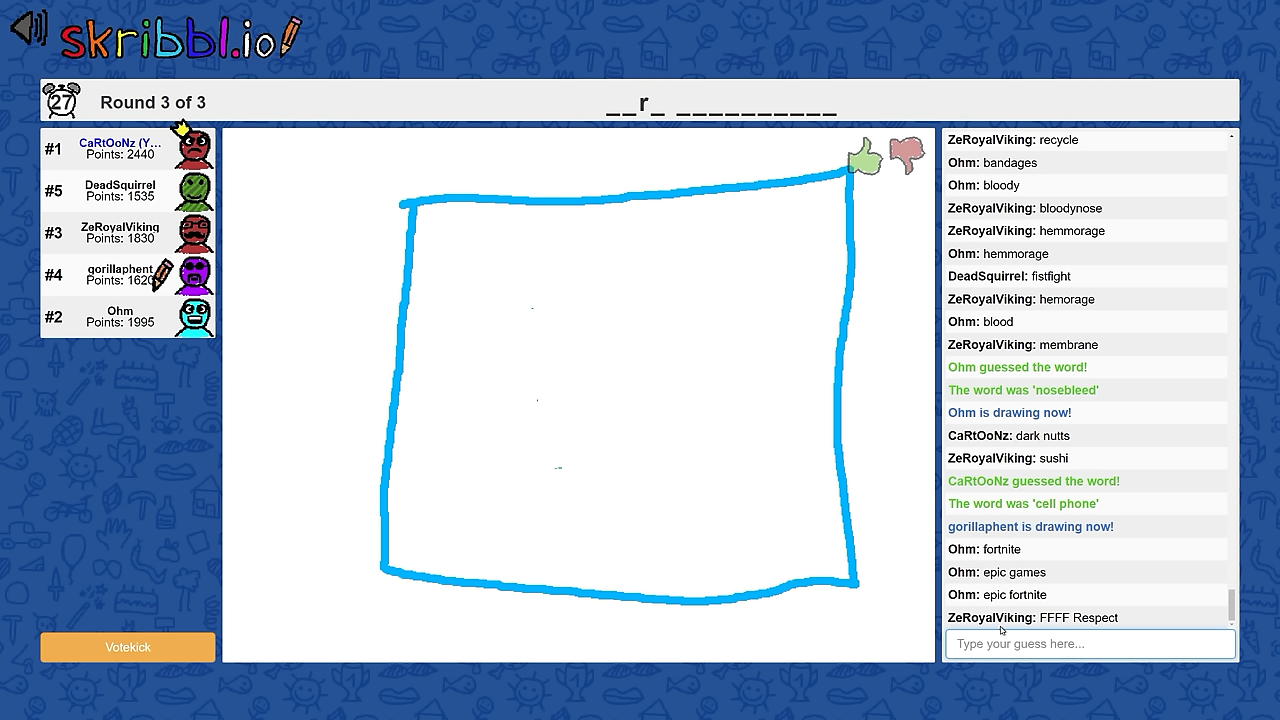 skribbl.io
27
Round 3 of 3
__r_ __________
#1 CaRtOoNz (Y... Points: 2440
#5 DeadSquirrel Points: 1535
#3 ZeRoyalViking Points: 1830
#4 gorillaphent Points: 1620
#2 Ohm Points: 1995
Votekick
ZeRoyalViking: recycle
Ohm: bandages
Ohm: bloody
ZeRoyalViking: bloodynose
ZeRoyalViking: hemmorage
Ohm: hemmorage
DeadSquirrel: fistfight
ZeRoyalViking: hemorage
Ohm: blood
ZeRoyalViking: membrane
Ohm guessed the word!
The word was 'nosebleed'
Ohm is drawing now!
CaRtOoNz: dark nutts
ZeRoyalViking: sushi
CaRtOoNz guessed the word!
The word was 'cell phone'
gorillaphent is drawing now!
Ohm: fortnite
Ohm: epic games
Ohm: epic fortnite
ZeRoyalViking: FFFF Respect
Type your guess here...